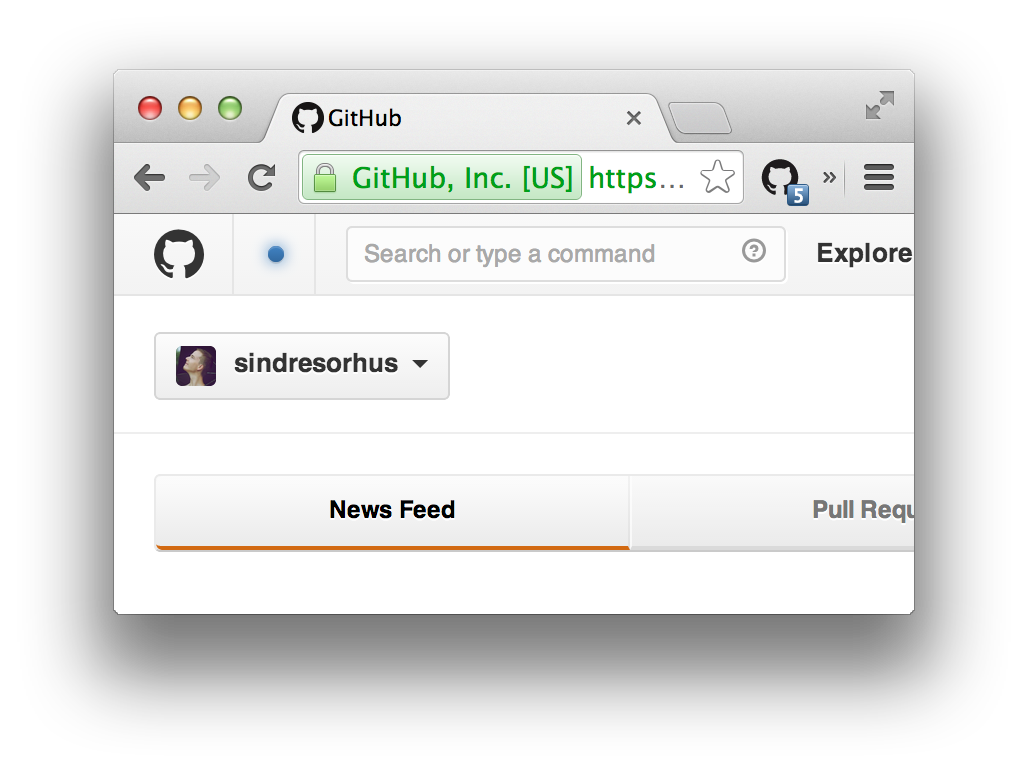 GitHub
GitHub, Inc. [US] https...
5
Search or type a command
Explore
sindresorhus
News Feed
Pull Requ